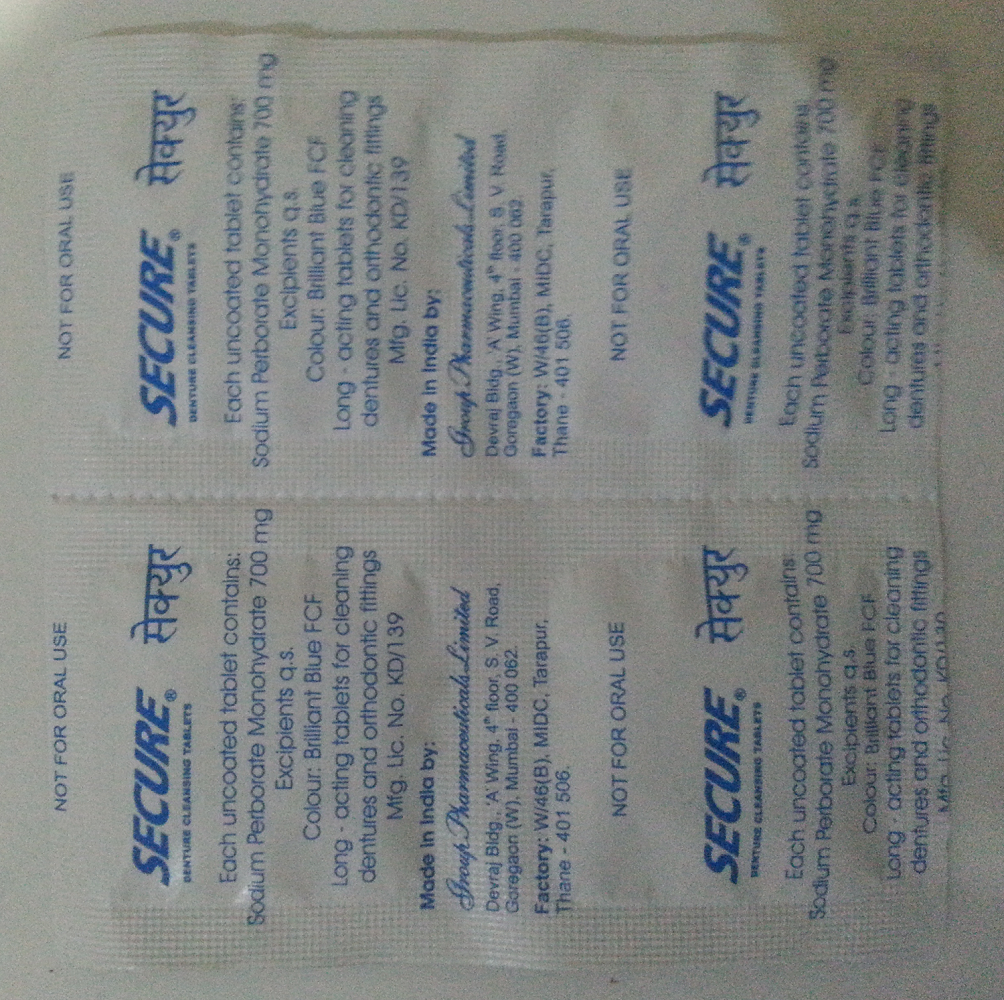 NOT FOR ORAL USE
SECURE® सेक्युर
DENTURE CLEANSING TABLETS
Each uncoated tablet contains:
Sodium Perborate Monohydrate 700 mg
Excipients q.s.
Colour: Brilliant Blue FCF
Long - acting tablets for cleaning
dentures and orthodontic fittings
Mfg. Lic. No. KD/139
Made in India by:
Group Pharmaceuticals Limited
Devraj Bldg., 'A' Wing, 4th floor, S. V. Road,
Goregaon (W), Mumbai - 400 062.
Factory: W/46(B), MIDC, Tarapur,
Thane - 401 506.
NOT FOR ORAL USE
SECURE® सेक्युर
DENTURE CLEANSING TABLETS
Each uncoated tablet contains:
Sodium Perborate Monohydrate 700 mg
Excipients q.s.
Colour: Brilliant Blue FCF
Long - acting tablets for cleaning
dentures and orthodontic fittings
Mfg. Lic. No. KD/139
Made in India by:
Group Pharmaceuticals Limited
Devraj Bldg., 'A' Wing, 4th floor, S. V. Road,
Goregaon (W), Mumbai - 400 062.
Factory: W/46(B), MIDC, Tarapur,
Thane - 401 506.
NOT FOR ORAL USE
SECURE® सेक्युर
DENTURE CLEANSING TABLETS
Each uncoated tablet contains
Sodium Perborate Monohydrate 700 mg
Excipients q.s.
Colour: Brilliant Blue FCF
Long - acting tablets for cleaning
dentures and orthodontic fittings
Mfg. Lic. No.
NOT FOR ORAL USE
SECURE® सेक्युर
DENTURE CLEANSING TABLETS
Each uncoated tablet contains
Sodium Perborate Monohydrate 700 mg
Excipients q.s.
Colour: Brilliant Blue FCF
Long - acting tablets for cleaning
dentures and orthodontic fittings